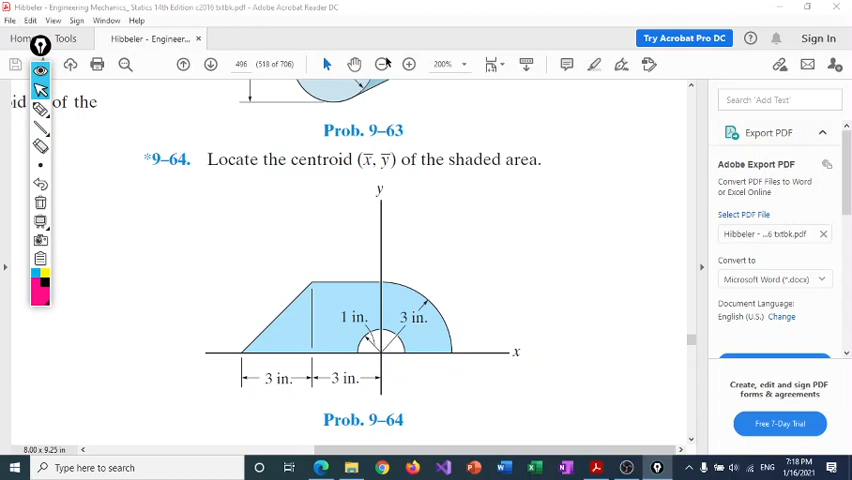 Hibbeler - Engineering Mechanics_ Statics 14th Edition c2016 txtbk.pdf - Adobe Acrobat Reader DC
File Edit View Sign Window Help
Tools
Hibbeler - Engineer...
Try Acrobat Pro DC
Sign In
496 (518 of 706)
200%
of the
Prob. 9–63
*9–64. Locate the centroid (x̅, y̅) of the shaded area.
y
1 in.
3 in.
x
3 in.
3 in.
Prob. 9–64
8.00 x 9.25 in
Search 'Add Text'
Export PDF
Adobe Export PDF
Convert PDF Files to Word
or Excel Online
Select PDF File
Hibbeler - ...6 txtbk.pdf
Convert to
Microsoft Word (*.docx)
Document Language:
English (U.S.) Change
Create, edit and sign PDF
forms & agreements
Free 7-Day Trial
Type here to search
ENG
7:18 PM
1/16/2021